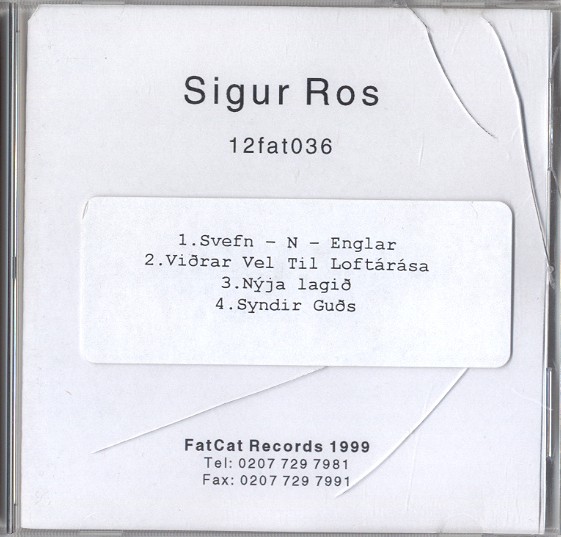 Sigur Ros
12fat036
1.Svefn - N - Englar
2.Viðrar Vel Til Loftárása
3.Nýja lagið
4.Syndir Guðs
FatCat Records 1999
Tel: 0207 729 7981
Fax: 0207 729 7991